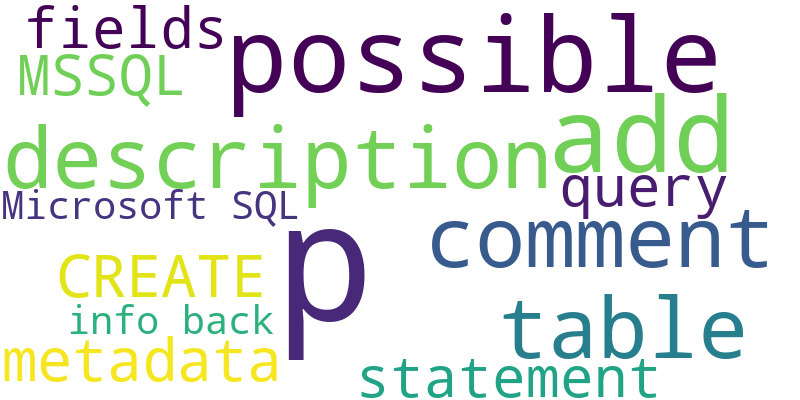 fields
possible
MSSQL
add
description
query
Microsoft SQL
p
comment
CREATE
info back
table
metadata
statement